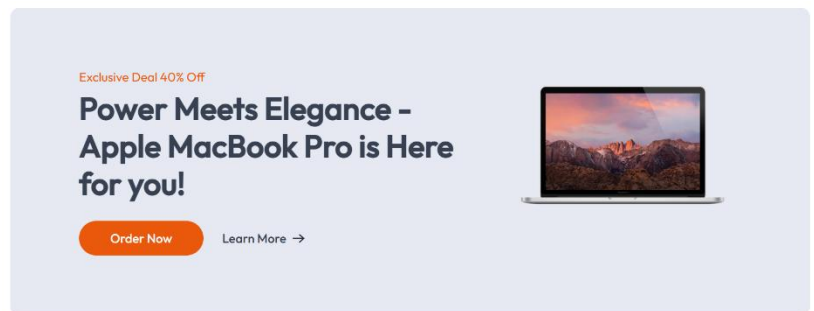 Exclusive Deal 40% Off
Power Meets Elegance -
Apple MacBook Pro is Here
for you!
Order Now
Learn More →